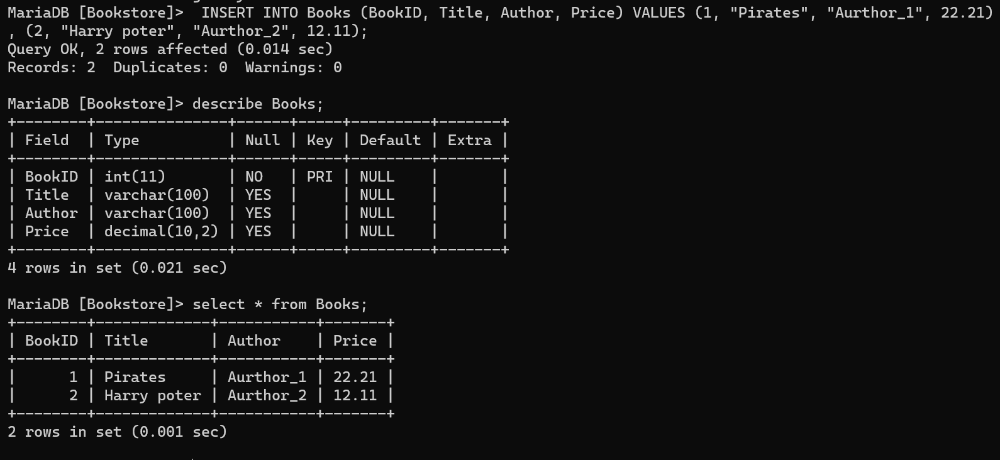 MariaDB [Bookstore]>  INSERT INTO Books (BookID, Title, Author, Price) VALUES (1, "Pirates", "Aurthor_1", 22.21)
, (2, "Harry poter", "Aurthor_2", 12.11);
Query OK, 2 rows affected (0.014 sec)
Records: 2  Duplicates: 0  Warnings: 0

MariaDB [Bookstore]> describe Books;
+--------+---------------+------+-----+---------+-------+
| Field  | Type          | Null | Key | Default | Extra |
+--------+---------------+------+-----+---------+-------+
| BookID | int(11)       | NO   | PRI | NULL    |       |
| Title  | varchar(100)  | YES  |     | NULL    |       |
| Author | varchar(100)  | YES  |     | NULL    |       |
| Price  | decimal(10,2) | YES  |     | NULL    |       |
+--------+---------------+------+-----+---------+-------+
4 rows in set (0.021 sec)

MariaDB [Bookstore]> select * from Books;
+--------+-------------+-----------+-------+
| BookID | Title       | Author    | Price |
+--------+-------------+-----------+-------+
|      1 | Pirates     | Aurthor_1 | 22.21 |
|      2 | Harry poter | Aurthor_2 | 12.11 |
+--------+-------------+-----------+-------+
2 rows in set (0.001 sec)